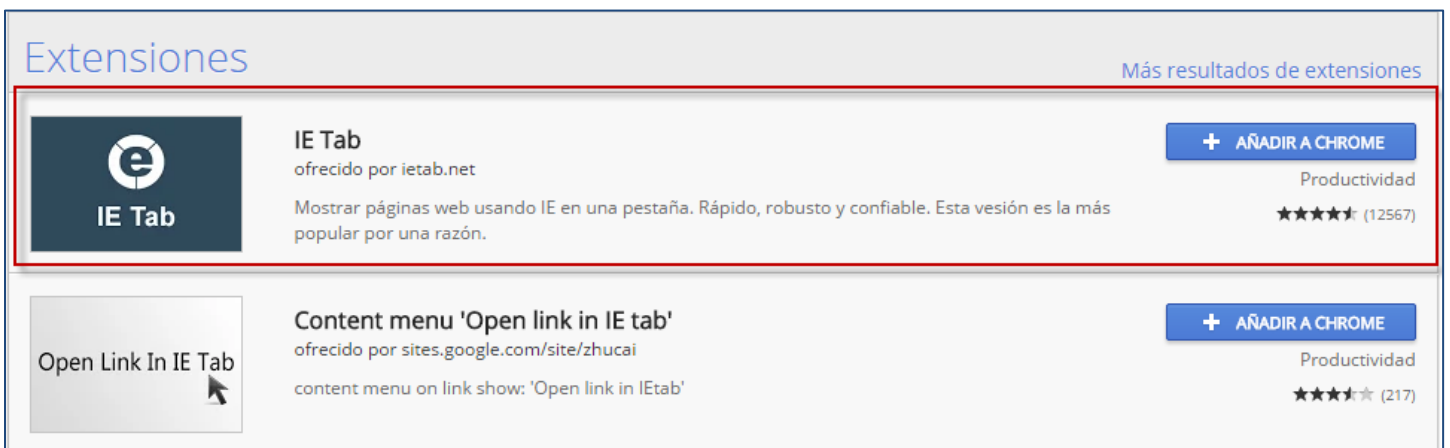 Extensiones
Más resultados de extensiones
e
IE Tab
IE Tab
ofrecido por ietab.net
Mostrar páginas web usando IE en una pestaña. Rápido, robusto y confiable. Esta vesión es la más
popular por una razón.
+ AÑADIR A CHROME
Productividad
(12567)
Open Link In IE Tab
Content menu 'Open link in IE tab'
ofrecido por sites.google.com/site/zhucai
content menu on link show: 'Open link in IEtab'
+ AÑADIR A CHROME
Productividad
(217)